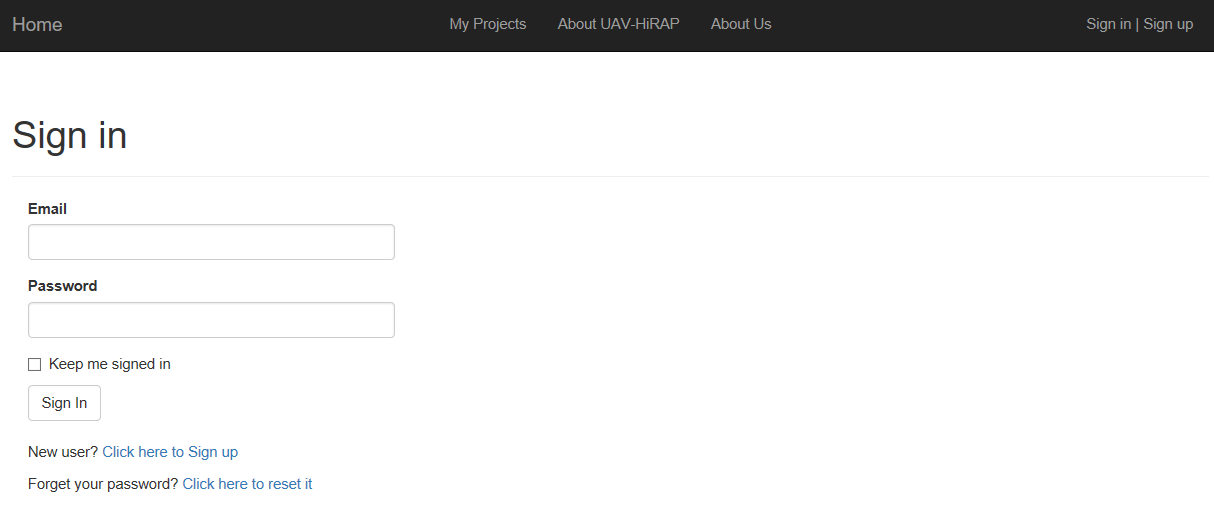 Home My Projects About UAV-HiRAP About Us Sign in | Sign up
Sign in
Email
Password
Keep me signed in
Sign In
New user? Click here to Sign up
Forget your password? Click here to reset it